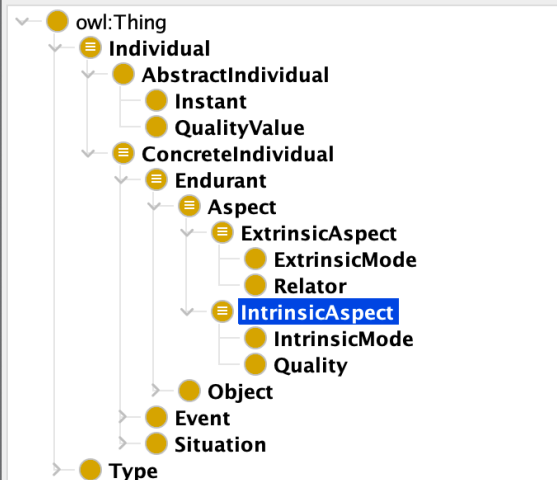 owl:Thing
Individual
AbstractIndividual
Instant
QualityValue
ConcreteIndividual
Endurant
Aspect
ExtrinsicAspect
ExtrinsicMode
Relator
IntrinsicAspect
IntrinsicMode
Quality
Object
Event
Situation
Type